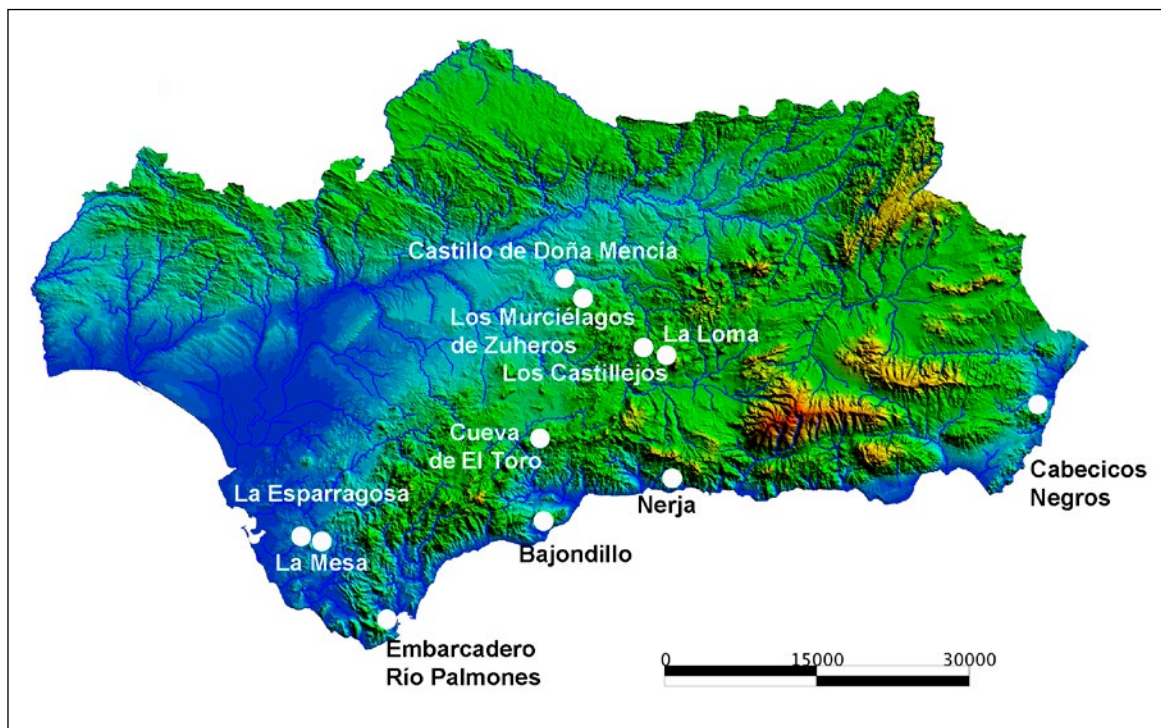 Castillo de Doña Mencía
Los Murciélagos
de Zuheros
La Loma
Los Castillejos
Cueva
de El Toro
Cabecicos
Negros
La Esparragosa
Nerja
Bajondillo
La Mesa
Embarcadero
Río Palmones
0 15000 30000